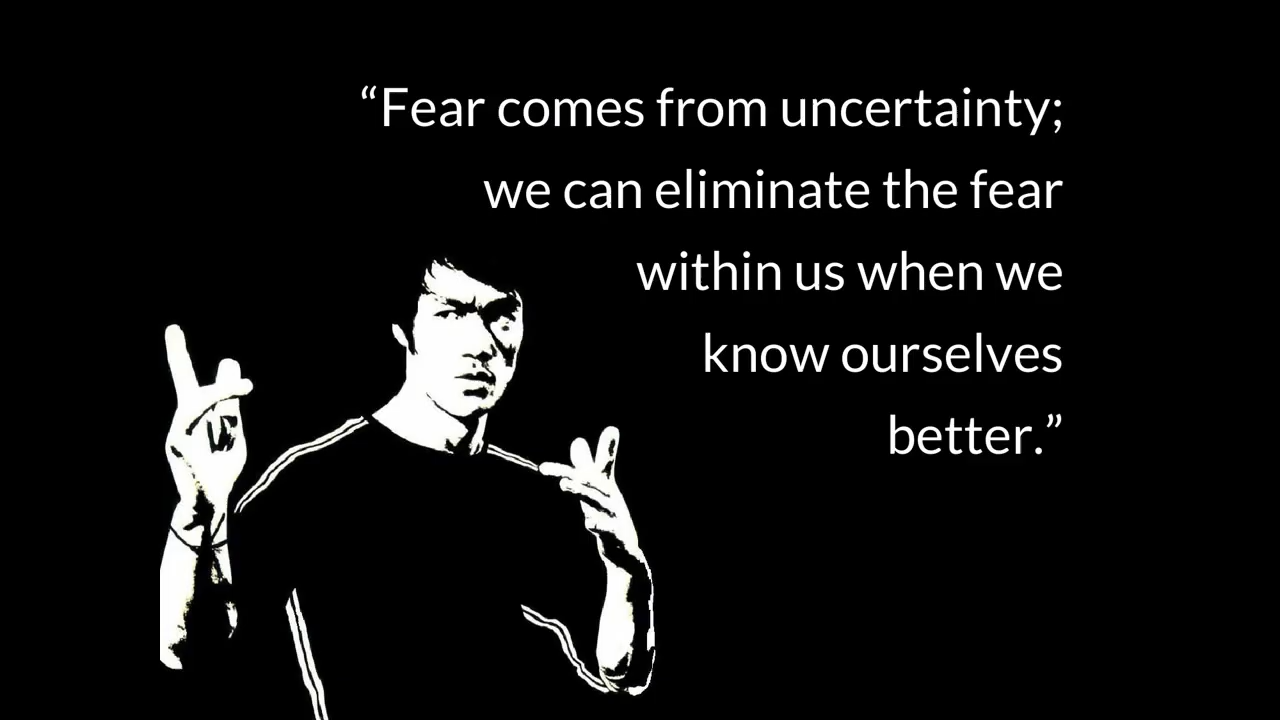 “Fear comes from uncertainty;
we can eliminate the fear
within us when we
know ourselves
better.”